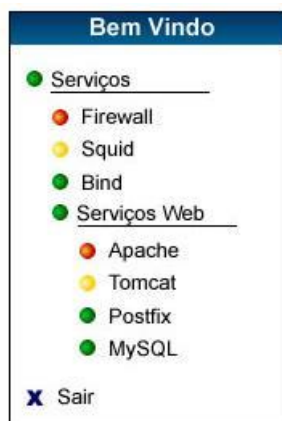 Bem Vindo
Serviços
Firewall
Squid
Bind
Serviços Web
Apache
Tomcat
Postfix
MySQL
x Sair